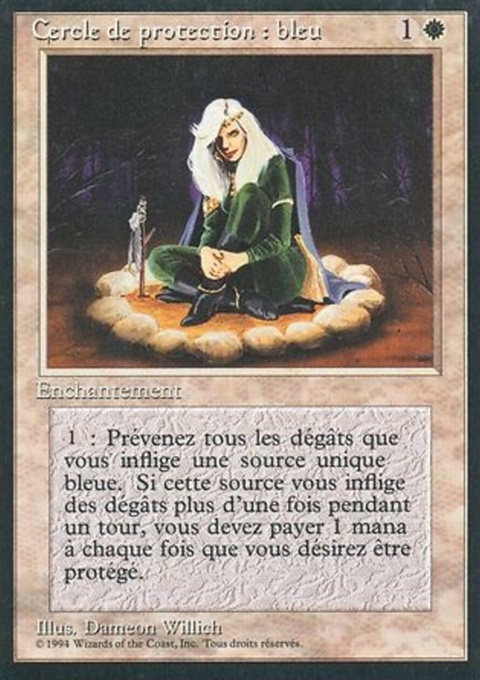 Cercle de protection : bleu 1
Enchantement
1 : Prévenez tous les dégâts que
vous inflige une source unique
bleue. Si cette source vous inflige
des dégâts plus d'une fois pendant
un tour, vous devez payer 1 mana
à chaque fois que vous désirez être
protégé.
Illus. Dameon Willich
© 1994 Wizards of the Coast, Inc. Tous droits réservés.